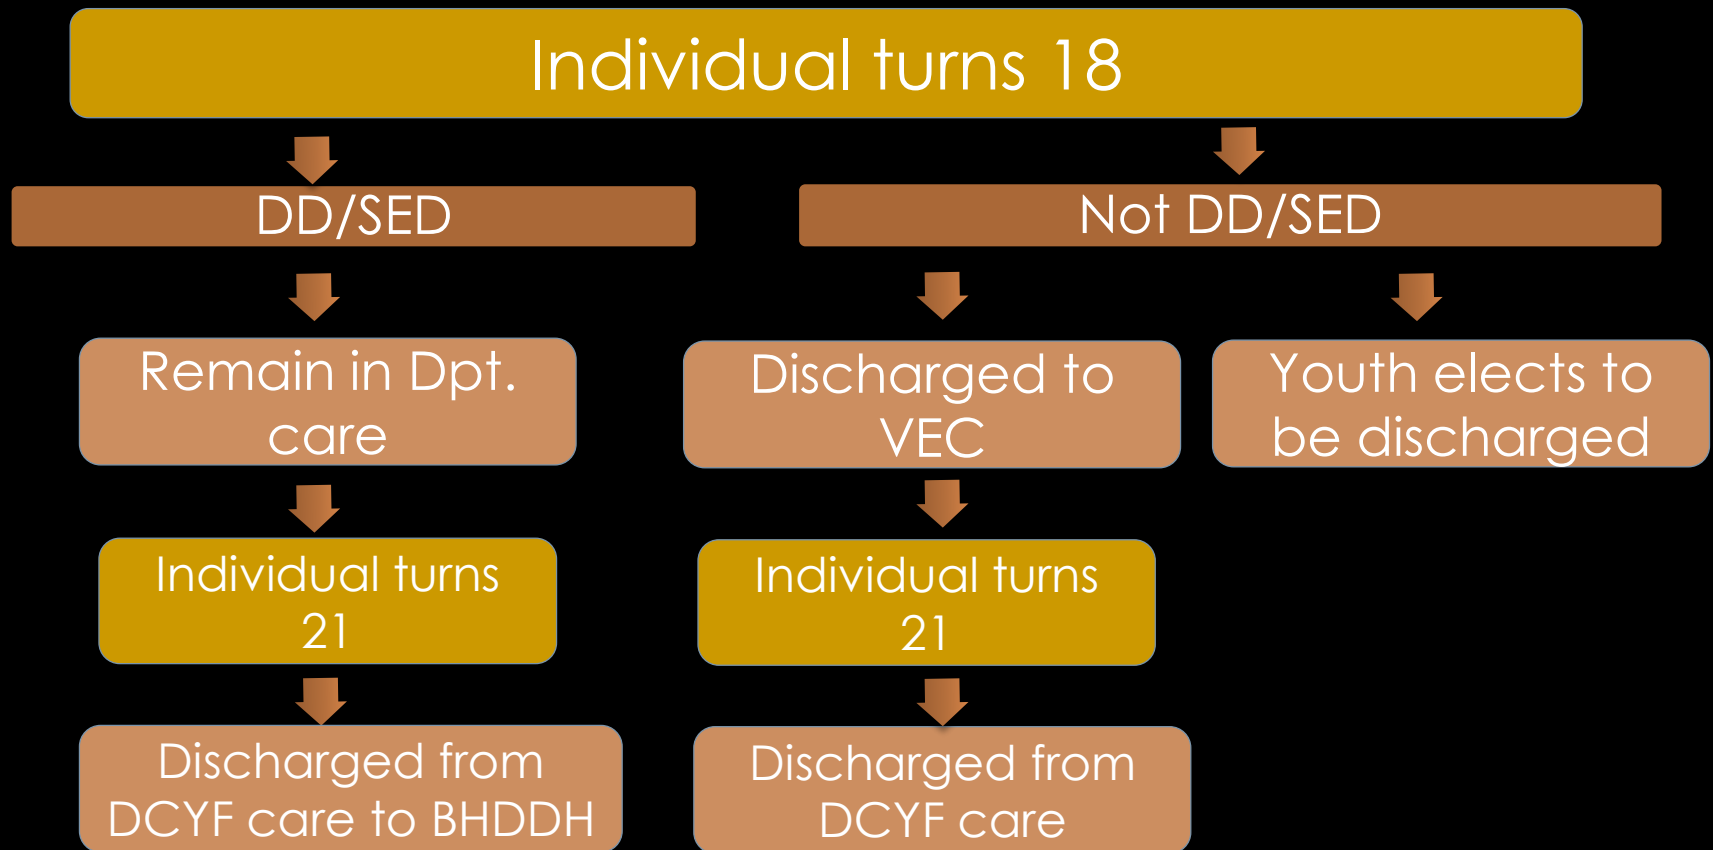 Individual turns 18
DD/SED
Not DD/SED
Remain in Dpt.
care
Discharged to
VEC
Youth elects to
be discharged
Individual turns
21
Individual turns
21
Discharged from
DCYF care to BHDDH
Discharged from
DCYF care